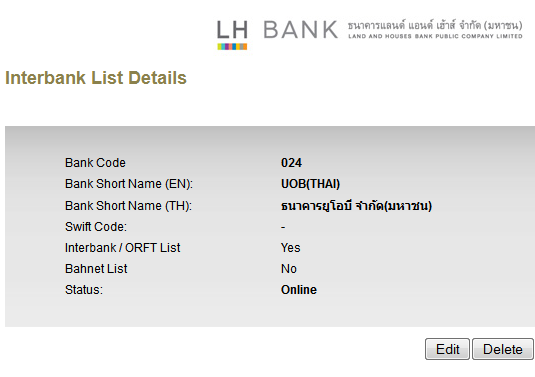 LH BANK ธนาคารแลนด์ แอนด์ เฮ้าส์ จำกัด (มหาชน)
LAND AND HOUSES BANK PUBLIC COMPANY LIMITED
Interbank List Details
Bank Code 024
Bank Short Name (EN): UOB(THAI)
Bank Short Name (TH): ธนาคารยูโอบี จำกัด(มหาชน)
Swift Code: -
Interbank / ORFT List Yes
Bahnet List No
Status: Online
Edit Delete